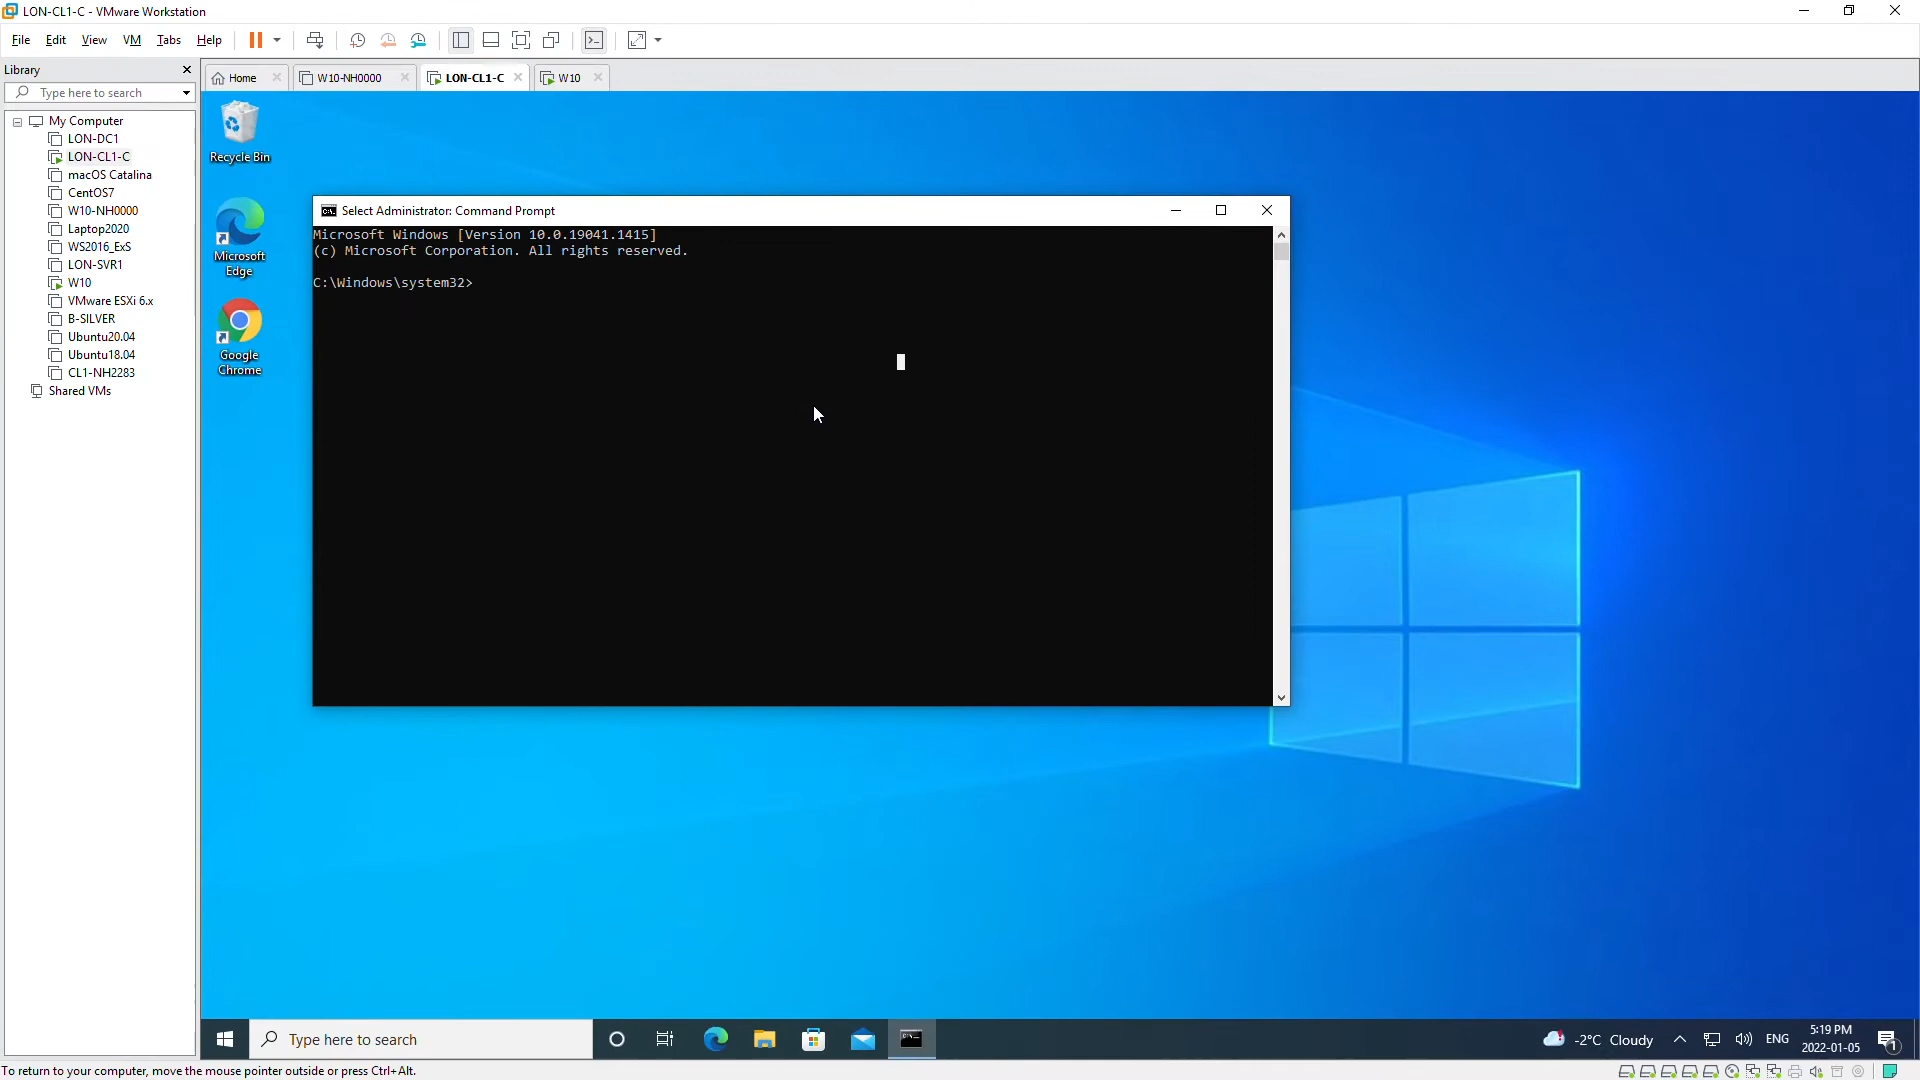 LON-CL1-C - VMware Workstation
File Edit View VM Tabs Help
Library
Type here to search
My Computer
LON-DC1
LON-CL1-C
macOS Catalina
CentOS7
W10-NH0000
Laptop2020
WS2016_ExS
LON-SVR1
W10
VMware ESXi 6.x
B-SILVER
Ubuntu20.04
Ubuntu18.04
CL1-NH2283
Shared VMs
Home W10-NH0000 LON-CL1-C W10
Recycle Bin
Microsoft
Edge
Google
Chrome
Select Administrator: Command Prompt
Microsoft Windows [Version 10.0.19041.1415]
(c) Microsoft Corporation. All rights reserved.
C:\Windows\system32>
Type here to search
-2°C Cloudy
ENG
5:19 PM
2022-01-05
1
To return to your computer, move the mouse pointer outside or press Ctrl+Alt.